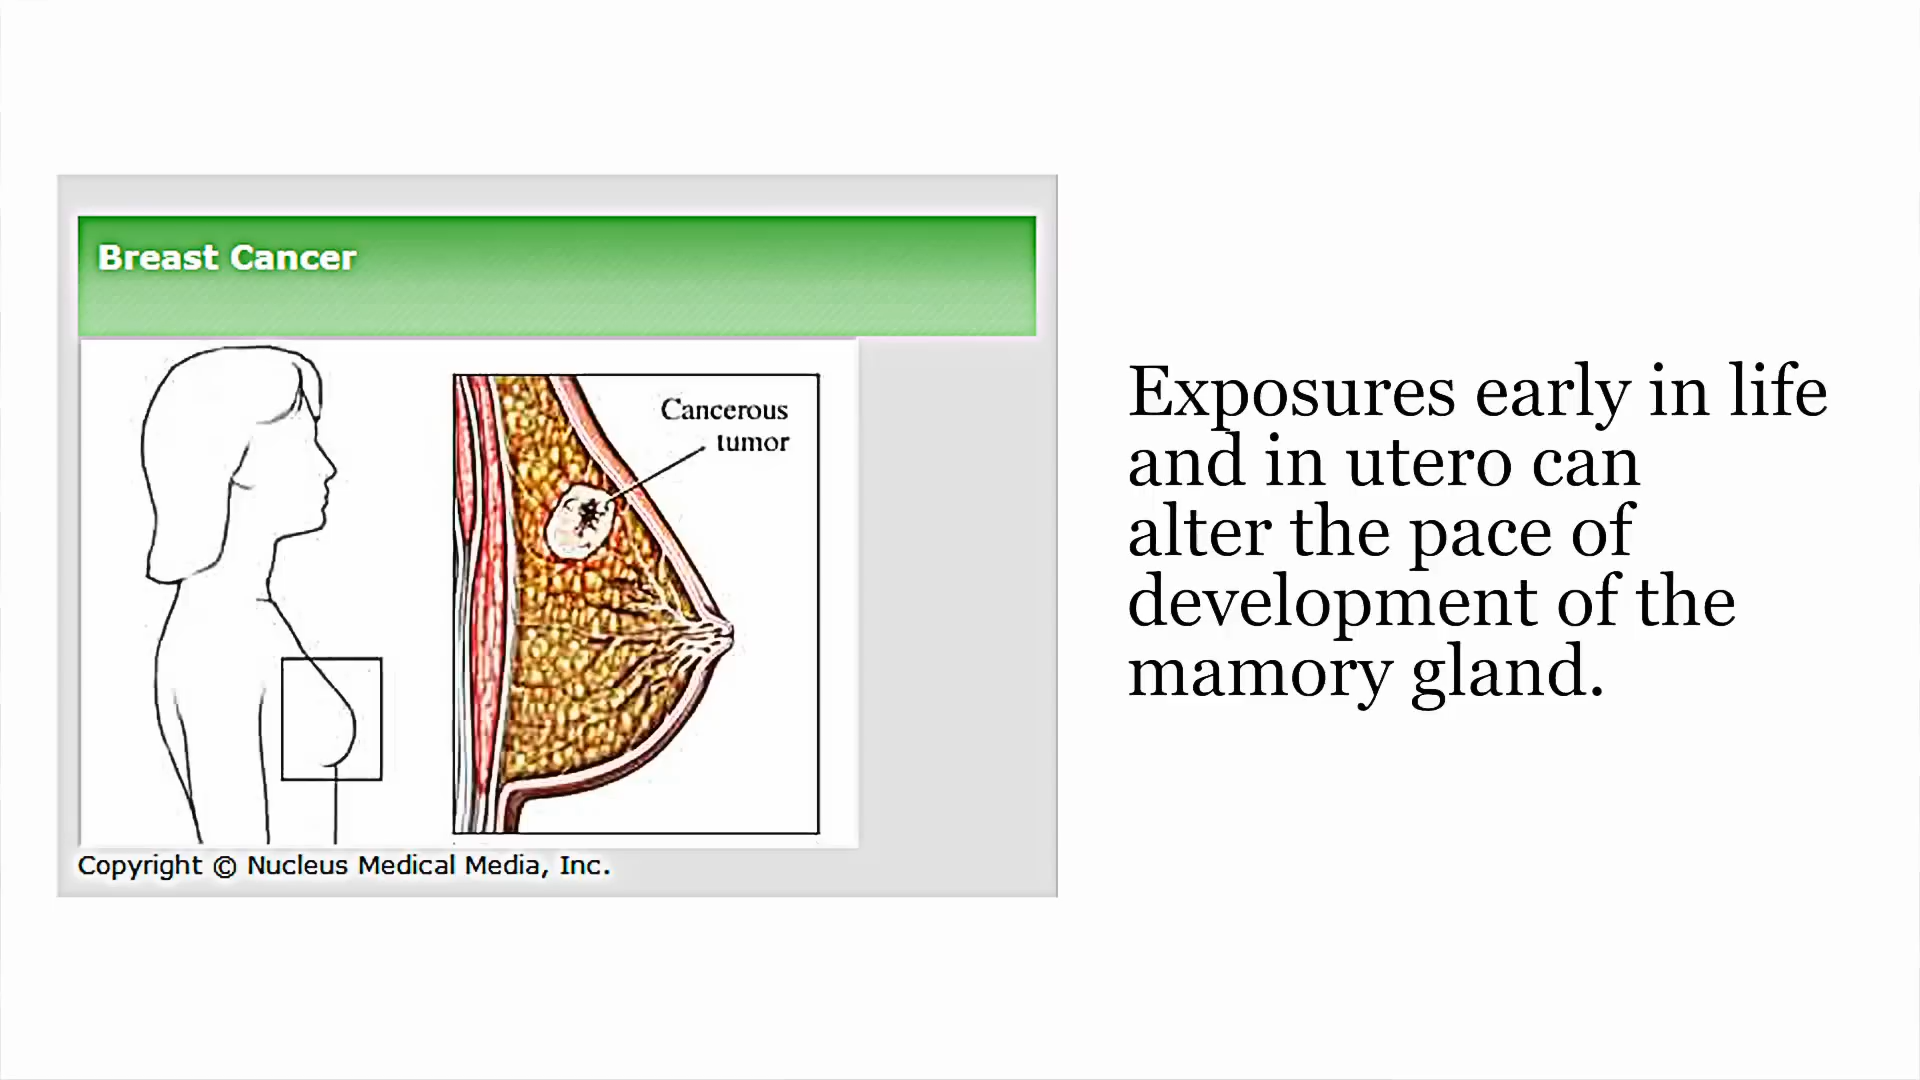 Breast Cancer
Cancerous
tumor
Copyright © Nucleus Medical Media, Inc.
Exposures early in life
and in utero can
alter the pace of
development of the
mamory gland.